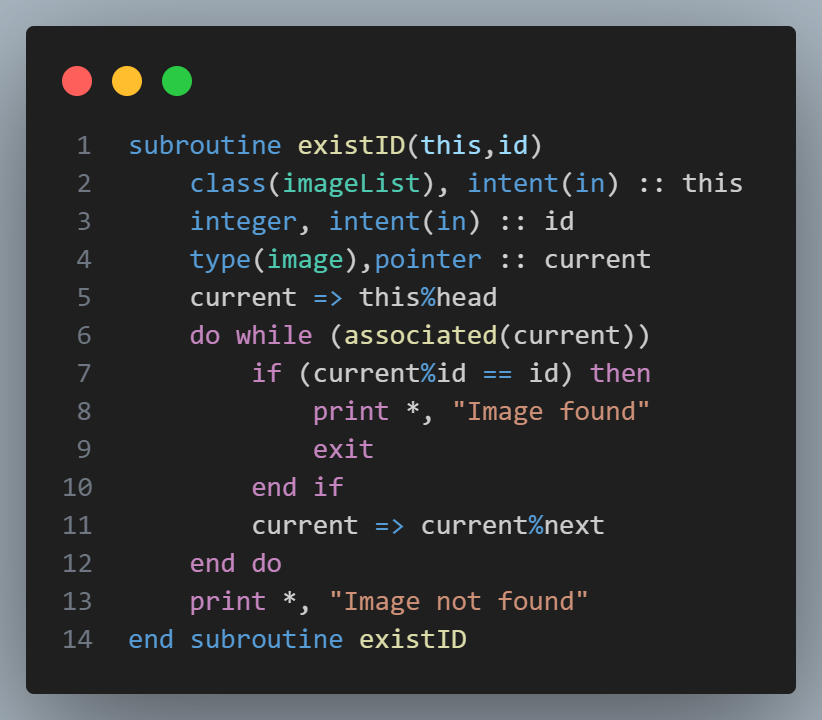 1 subroutine existID(this,id)
2     class(imageList), intent(in) :: this
3     integer, intent(in) :: id
4     type(image),pointer :: current
5     current => this%head
6     do while (associated(current))
7         if (current%id == id) then
8             print *, "Image found"
9             exit
10         end if
11         current => current%next
12     end do
13     print *, "Image not found"
14 end subroutine existID